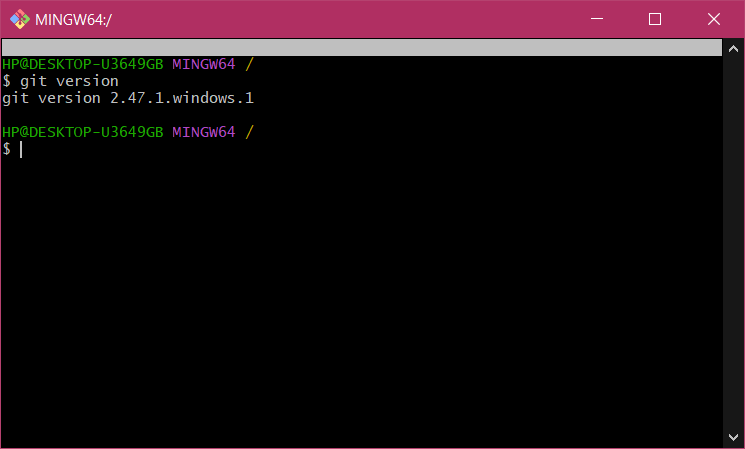 MINGW64:/
HP@DESKTOP-U3649GB MINGW64 /
$ git version
git version 2.47.1.windows.1
HP@DESKTOP-U3649GB MINGW64 /
$